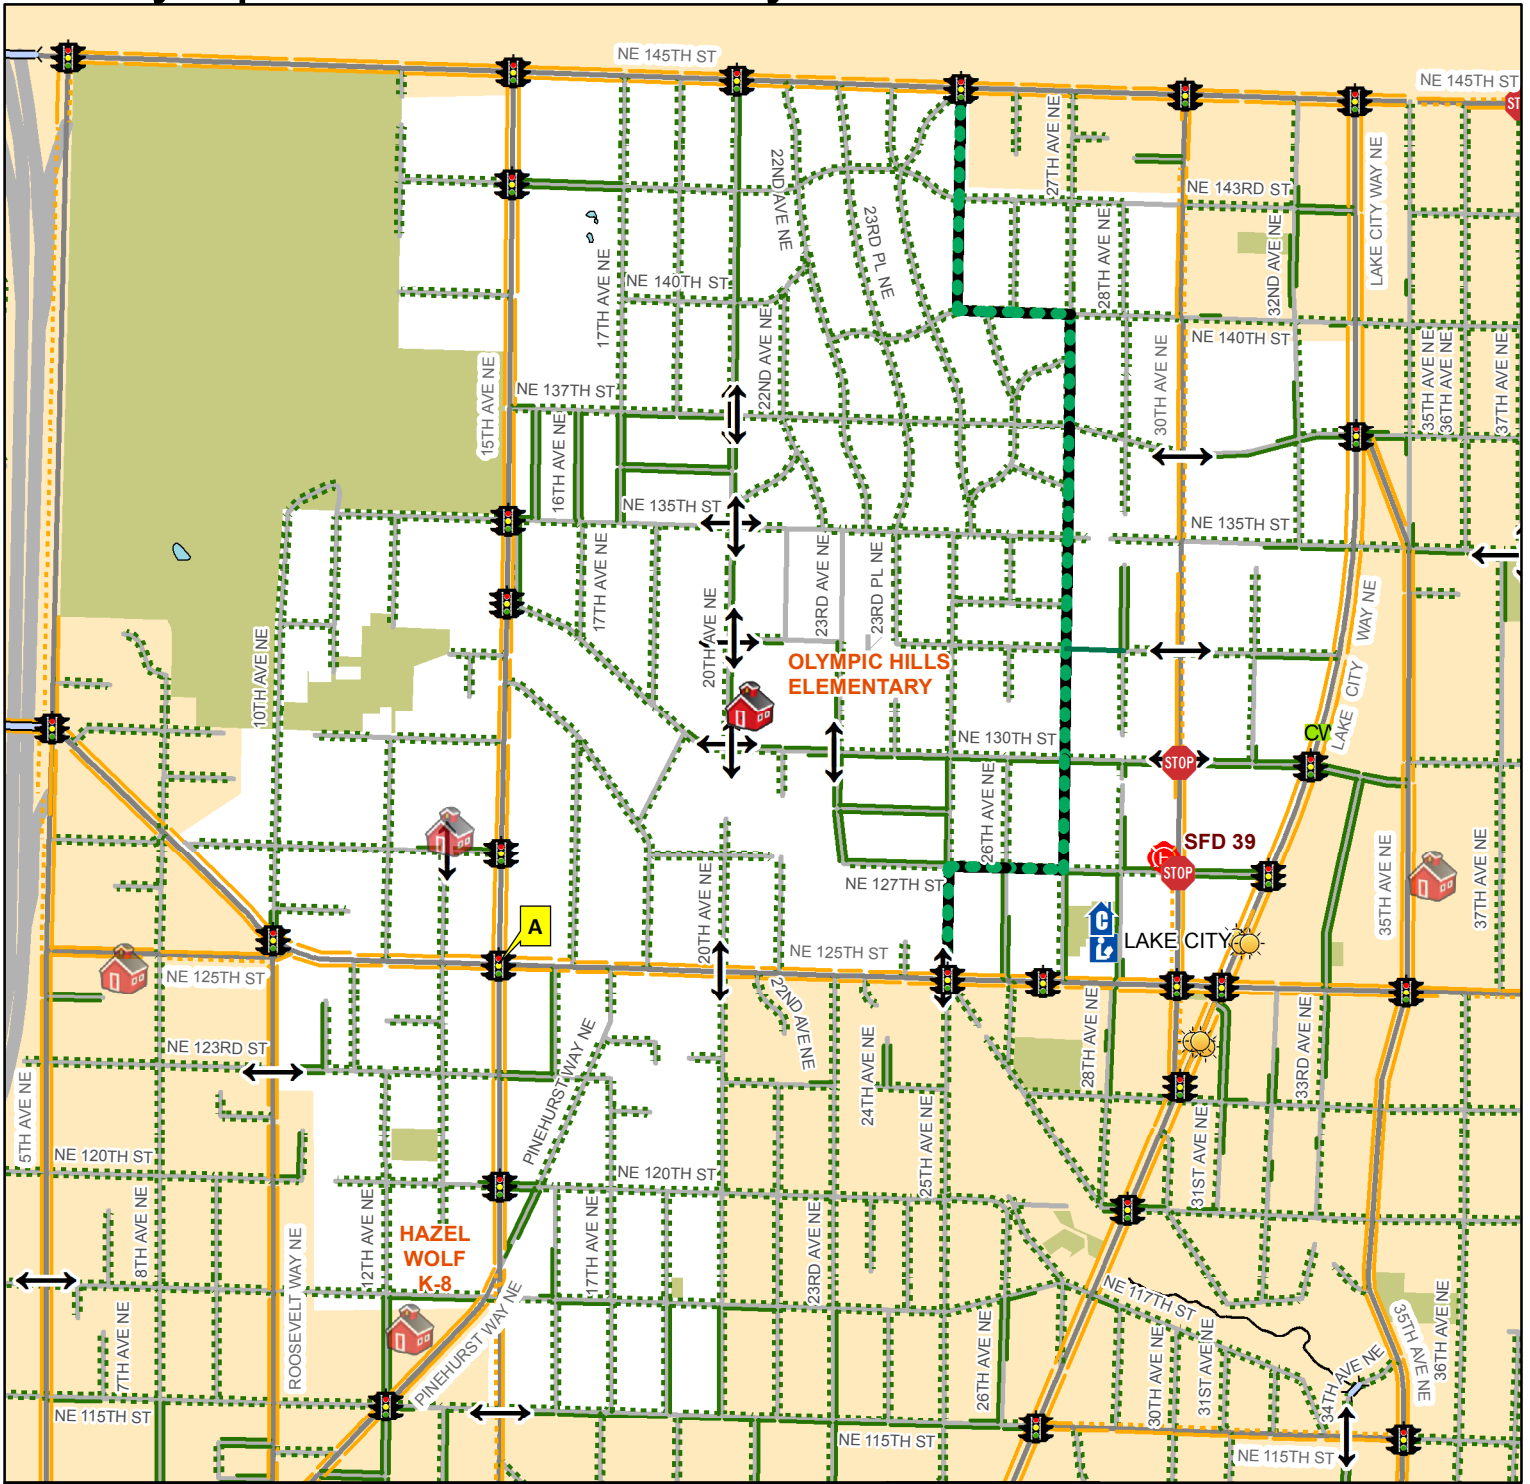 NE 145TH ST
NE 145TH ST
ST
27TH AVE NE
LAKE CITY WAY NE
22ND AVE NE
NE 143RD ST
23RD PL NE
28TH AVE NE
32ND AVE NE
17TH AVE NE
NE 140TH ST
22ND AVE NE
NE 140TH ST
30TH AVE NE
35TH AVE NE
36TH AVE NE
37TH AVE NE
15TH AVE NE
NE 137TH ST
16TH AVE NE
NE 135TH ST
NE 135TH ST
17TH AVE NE
20TH AVE NE
23RD AVE NE
23RD PL NE
10TH AVE NE
OLYMPIC HILLS
ELEMENTARY
LAKE CITY WAY NE
CW
NE 130TH ST
STOP
26TH AVE NE
SFD 39
F
STOP
NE 127TH ST
35TH AVE NE
37TH AVE NE
20TH AVE NE
A
C
LAKE CITY
NE 125TH ST
NE 125TH ST
22ND AVE NE
PINEHURST WAY NE
24TH AVE NE
28TH AVE NE
33RD AVE NE
NE 123RD ST
5TH AVE NE
25TH AVE NE
31ST AVE NE
NE 120TH ST
NE 120TH ST
8TH AVE NE
12TH AVE NE
17TH AVE NE
23RD AVE NE
ROOSEVELT WAY NE
HAZEL
WOLF
K-8
PINEHURST WAY NE
NE 117TH ST
7TH AVE NE
26TH AVE NE
30TH AVE NE
31ST AVE NE
34TH AVE NE
35TH AVE NE
36TH AVE NE
NE 115TH ST
NE 115TH ST
NE 115TH ST